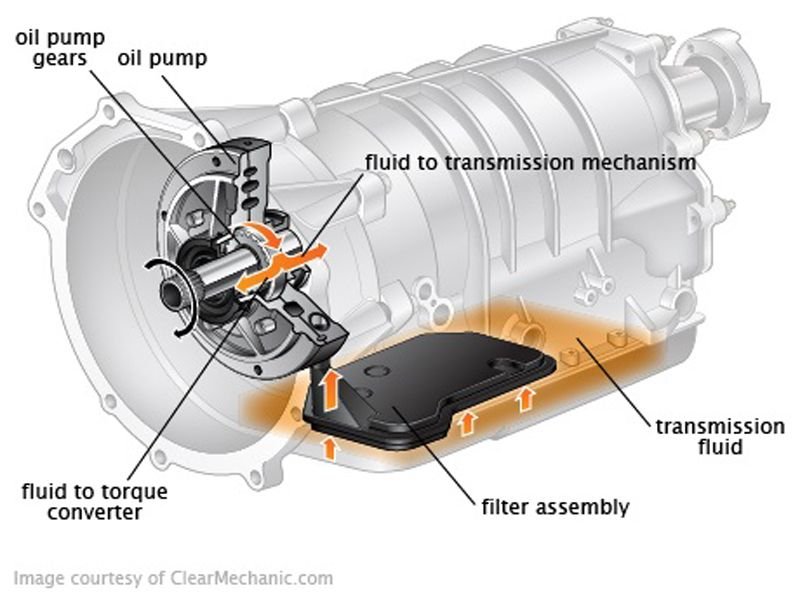 oil pump
gears
oil pump
fluid to transmission mechanism
transmission
fluid
fluid to torque
converter
filter assembly
Image courtesy of ClearMechanic.com